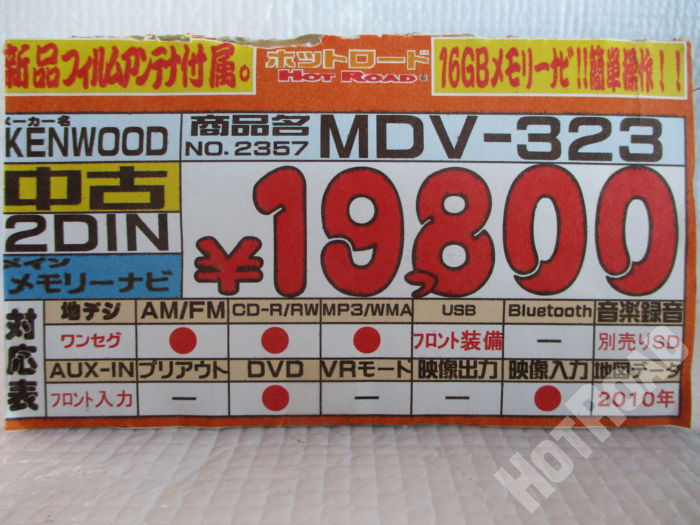 新品フィルムアンテナ付属。
ホットロード
HOT ROAD
16GBメモリーナビ!!簡単操作!!
メーカー名
KENWOOD
商品名
NO.2357
MDV-323
中古
2DIN
¥19,800
メイン
メモリーナビ
対応表
地デジ AM/FM CD-R/RW MP3/WMA USB Bluetooth 音楽録音
ワンセグ ● ● ● フロント装備 ー 別売りSD
AUX-IN プリアウト DVD VRモード 映像出力 映像入力 地図データ
フロント入力 ー ● ー ー ● 2010年
HOTROAD